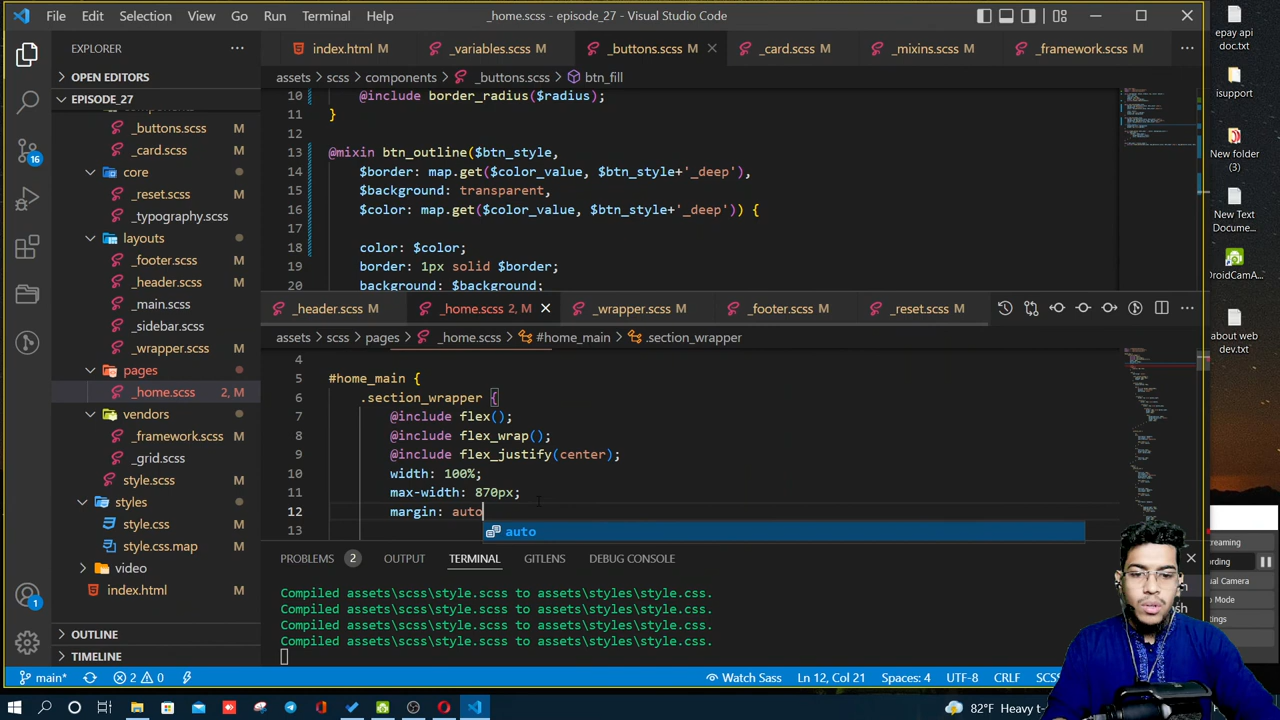 File Edit Selection View Go Run Terminal Help
_home.scss - episode_27 - Visual Studio Code
EXPLORER
OPEN EDITORS
EPISODE_27
_buttons.scss M
_card.scss M
core
_reset.scss M
_typography.scss
layouts
_footer.scss M
_header.scss M
_main.scss
_sidebar.scss
_wrapper.scss M
pages
_home.scss 2, M
vendors
_framework.scss M
_grid.scss
style.scss
styles
style.css M
style.css.map M
video
index.html M
OUTLINE
TIMELINE
16
1
index.html M _variables.scss M _buttons.scss M _card.scss M _mixins.scss M _framework.scss M
assets > scss > components > _buttons.scss > btn_fill
10 @include border_radius($radius);
11 }
12
13 @mixin btn_outline($btn_style,
14 $border: map.get($color_value, $btn_style+'_deep'),
15 $background: transparent,
16 $color: map.get($color_value, $btn_style+'_deep')) {
17
18 color: $color;
19 border: 1px solid $border;
20 background: $background;
_header.scss M _home.scss 2, M _wrapper.scss M _footer.scss M _reset.scss M
assets > scss > pages > _home.scss > #home_main > .section_wrapper
4
5 #home_main {
6 .section_wrapper {
7 @include flex();
8 @include flex_wrap();
9 @include flex_justify(center);
10 width: 100%;
11 max-width: 870px;
12 margin: auto
auto
13
PROBLEMS 2 OUTPUT TERMINAL GITLENS DEBUG CONSOLE
Compiled assets\scss\style.scss to assets\styles\style.css.
Compiled assets\scss\style.scss to assets\styles\style.css.
Compiled assets\scss\style.scss to assets\styles\style.css.
Compiled assets\scss\style.scss to assets\styles\style.css.
main* 2 0 Watch Sass Ln 12, Col 21 Spaces: 4 UTF-8 CRLF SCSS
82°F Heavy t
epay api
doc.txt
isupport
New folder
(3)
New Text
Docume...
DroidCamA...
about web
dev.txt